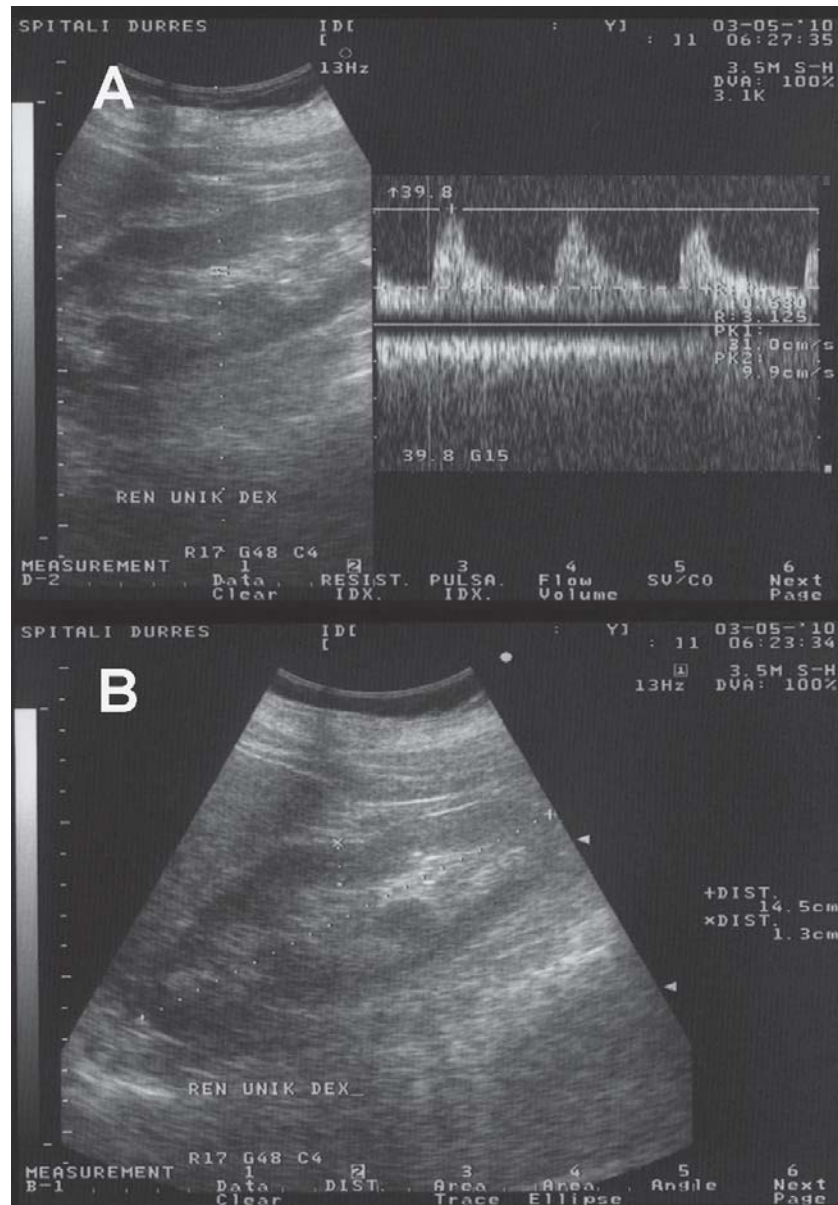 A
SPITALI DURRES ID[ : Y] 03-05-'10
[ : ]1 06:27:35
13Hz
3.5M S-H
DVA: 100%
3.1K
↑39.8
R:3.125
PK1:
31.0cm/s
PK2:
9.9cm/s
39.8 G15
REN UNIK DEX
R17 G48 C4
MEASUREMENT 1 2 3 4 5 6
D-2 Data Clear RESIST. IDX. PULSA. IDX. Flow Volume SV/CO Next Page
B
SPITALI DURRES ID[ : Y] 03-05-'10
[ : ]1 06:23:34
1 3.5M S-H
13Hz DVA: 100%
+DIST.
14.5cm
×DIST.
1.3cm
REN UNIK DEX_
R17 G48 C4
MEASUREMENT 1 2 3 4 5 6
B-1 Data Clear DIST. Area Trace Area Ellipse Angle Next Page